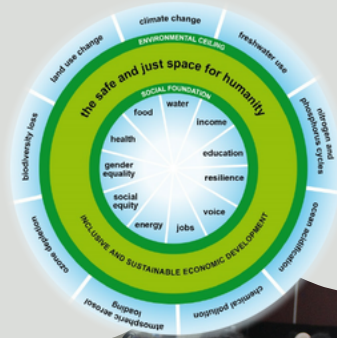 climate change
freshwater use
nitrogen and
phosphorus cycles
ocean acidification
chemical pollution
atmospheric aerosol
loading
ozone depletion
biodiversity loss
land use change
ENVIRONMENTAL CEILING
the safe and just space for humanity
SOCIAL FOUNDATION
water
income
education
resilience
voice
jobs
energy
social
equity
gender
equality
health
food
INCLUSIVE AND SUSTAINABLE ECONOMIC DEVELOPMENT